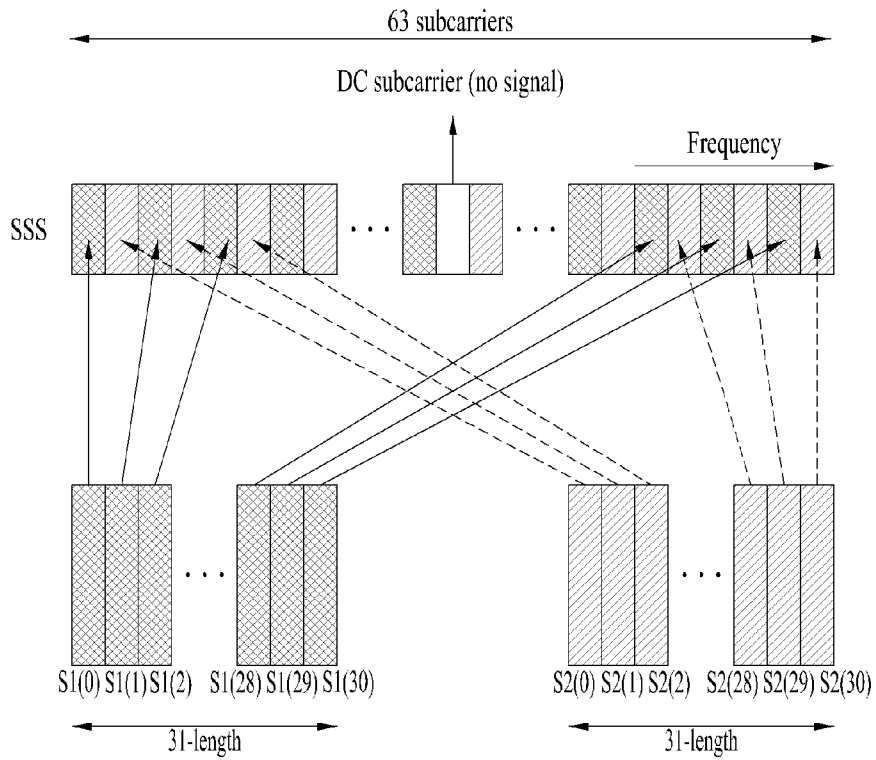 63 subcarriers
DC subcarrier (no signal)
Frequency
SSS
S1(0) S1(1) S1(2) S1(28) S1(29) S1(30) S2(0) S2(1) S2(2) S2(28) S2(29) S2(30)
31-length 31-length